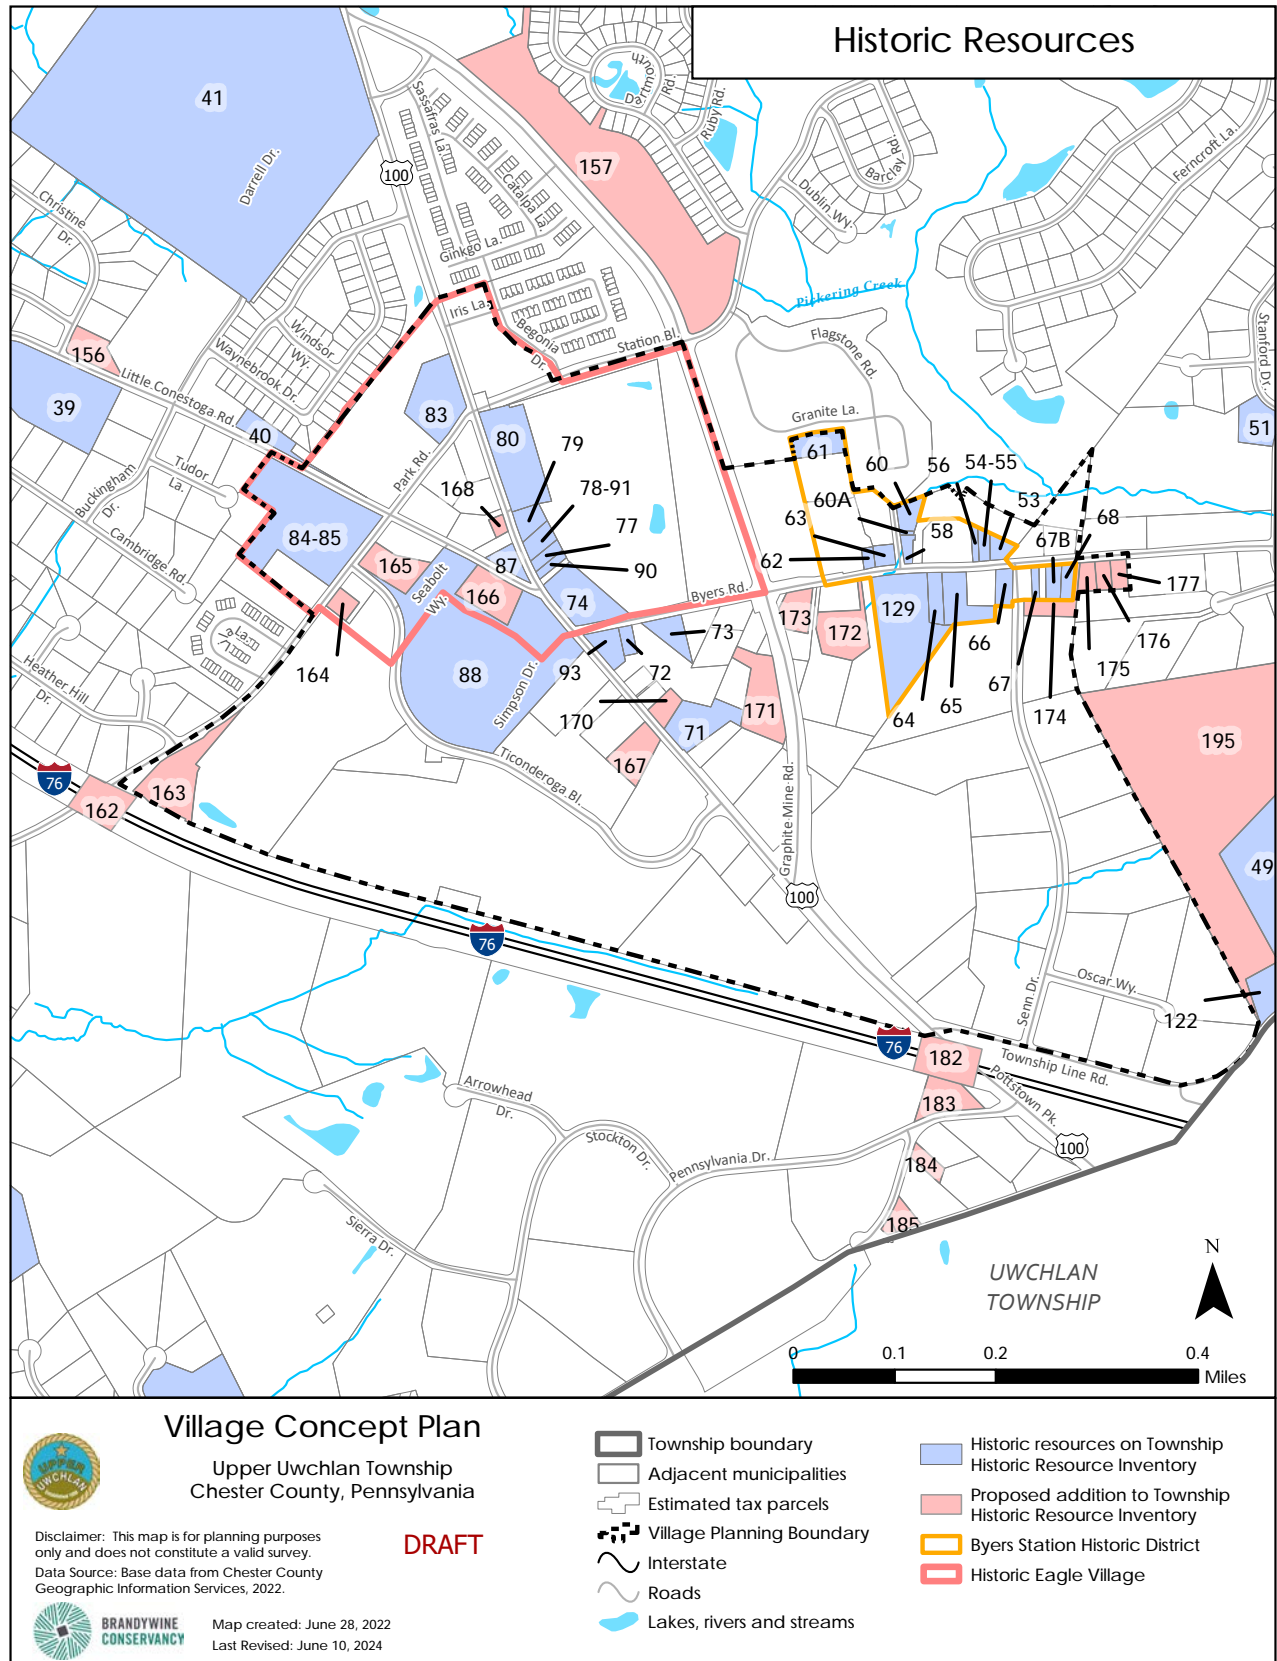 Historic Resources
41
Darrell Dr.
100
Sassafras La.
Catalpa La.
Ginkgo La.
157
Dartmouth Rd.
Ruby Rd.
Barclay Rd.
Dublin Wy.
Ferncroft La.
Christine Dr.
Pickering Creek
Iris La.
Begonia Dr.
Station Bl.
Flagstone Rd.
Stanford Dr.
Windsor Wy.
Waynebrook Dr.
156
Little Conestoga Rd.
39
40
83
80
79
Granite La.
61
60
56
54-55
53
51
Tudor La.
Buckingham Dr.
Park Rd.
168
78-91
60A
63
58
67B
68
84-85
77
Cambridge Rd.
165
87
90
62
Seabolt Wy.
166
74
Byers Rd.
177
173
129
172
73
176
66
La.
164
88
93
72
175
Heather Hill Dr.
Simpson Dr.
67
170
64
65
174
71
171
195
Ticonderoga Bl.
167
76
162
163
Graphite Mine Rd.
49
100
76
Senn Dr.
Oscar Wy.
122
76
182
Township Line Rd.
Arrowhead Dr.
183
Pottstown Pk.
100
Stockton Dr.
Pennsylvania Dr.
184
185
Sierra Dr.
N
UWCHLAN
TOWNSHIP
0 0.1 0.2 0.4
Miles
Village Concept Plan
Upper Uwchlan Township
Chester County, Pennsylvania
UPPER
UWCHLAN
Disclaimer: This map is for planning purposes
only and does not constitute a valid survey.
DRAFT
Data Source: Base data from Chester County
Geographic Information Services, 2022.
BRANDYWINE
CONSERVANCY
Map created: June 28, 2022
Last Revised: June 10, 2024
Township boundary
Adjacent municipalities
Estimated tax parcels
Village Planning Boundary
Interstate
Roads
Lakes, rivers and streams
Historic resources on Township
Historic Resource Inventory
Proposed addition to Township
Historic Resource Inventory
Byers Station Historic District
Historic Eagle Village